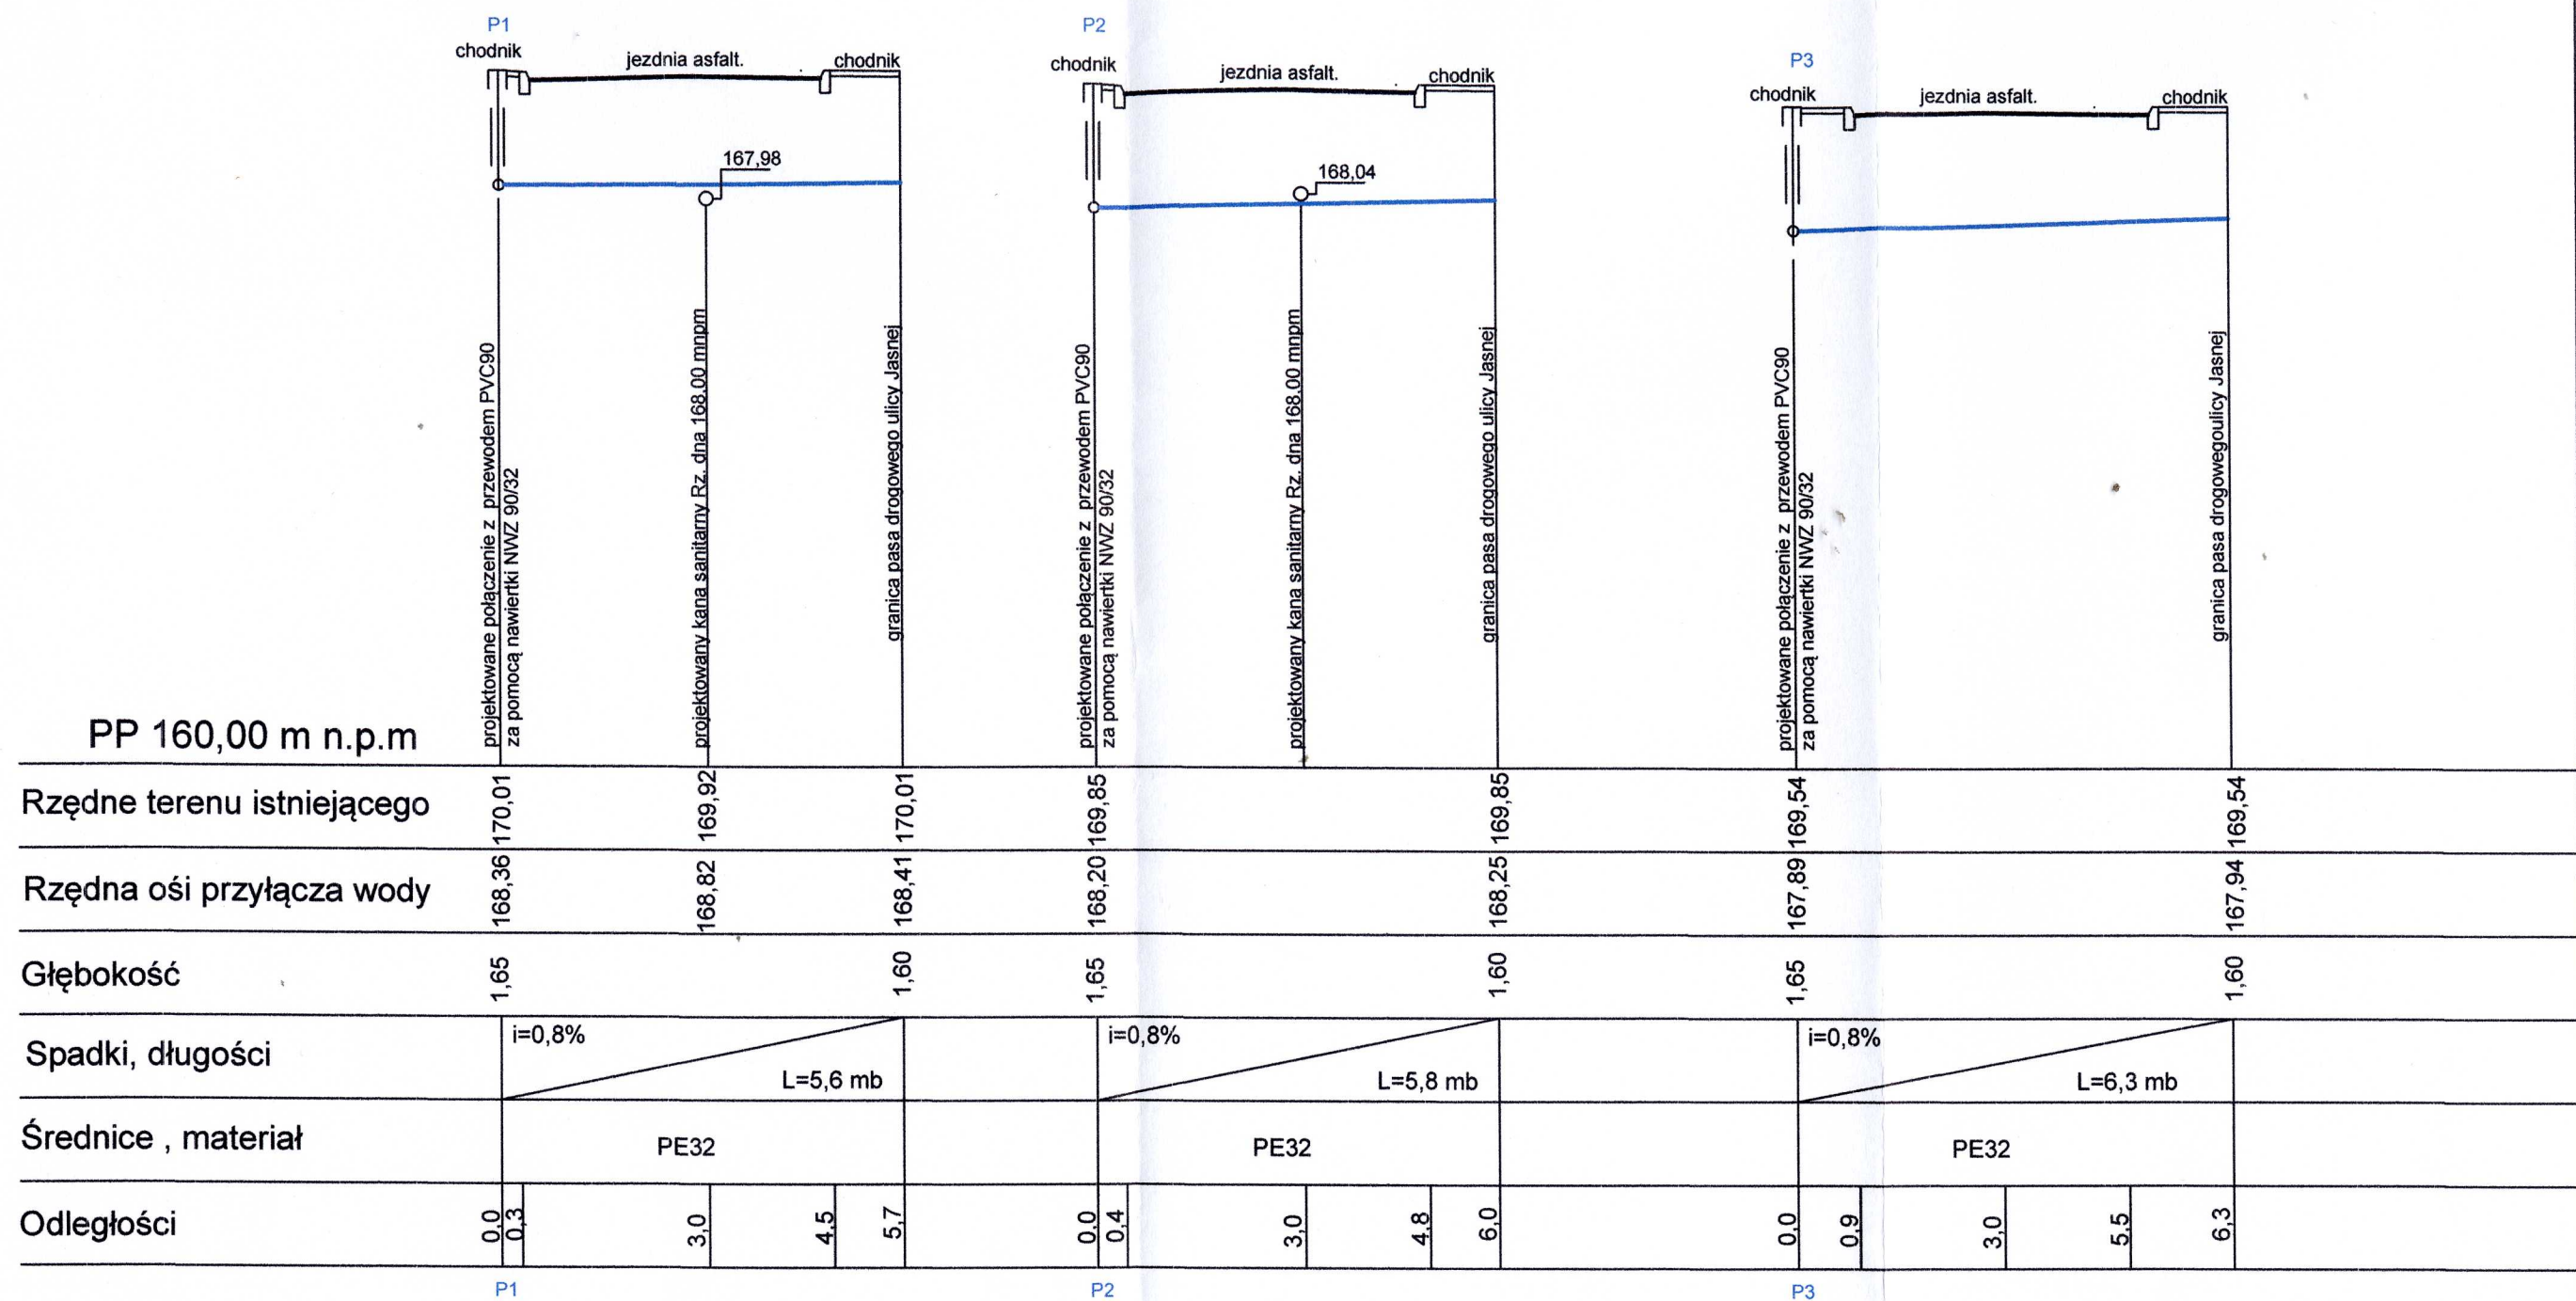 P1
P2
P3
chodnik
jezdnia asfalt.
chodnik
chodnik
jezdnia asfalt.
chodnik
chodnik
jezdnia asfalt.
chodnik
167,98
168,04
projektowane połączenie z przewodem PVC90
za pomocą nawiertki NWZ 90/32
projektowany kana sanitarny Rz. dna 168.00 mnpm
granica pasa drogowego ulicy Jasnej
projektowane połączenie z przewodem PVC90
za pomocą nawiertki NWZ 90/32
projektowany kana sanitarny Rz. dna 168.00 mnpm
granica pasa drogowego ulicy Jasnej
projektowane połączenie z przewodem PVC90
za pomocą nawiertki NWZ 90/32
granica pasa drogowegoulicy Jasnej
PP 160,00 m n.p.m
Rzędne terenu istniejącego 170,01 169,92 170,01 169,85 169,85 169,54 169,54
Rzędna ośi przyłącza wody 168,36 168,82 168,41 168,20 168,25 167,89 167,94
Głębokość 1,65 1,60 1,65 1,60 1,65 1,60
Spadki, długości i=0,8% L=5,6 mb i=0,8% L=5,8 mb i=0,8% L=6,3 mb
Średnice , materiał PE32 PE32 PE32
Odległości 0,0 0,3 3,0 4,5 5,7 0,0 0,4 3,0 4,8 6,0 0,0 0,9 3,0 5,5 6,3
P1 P2 P3